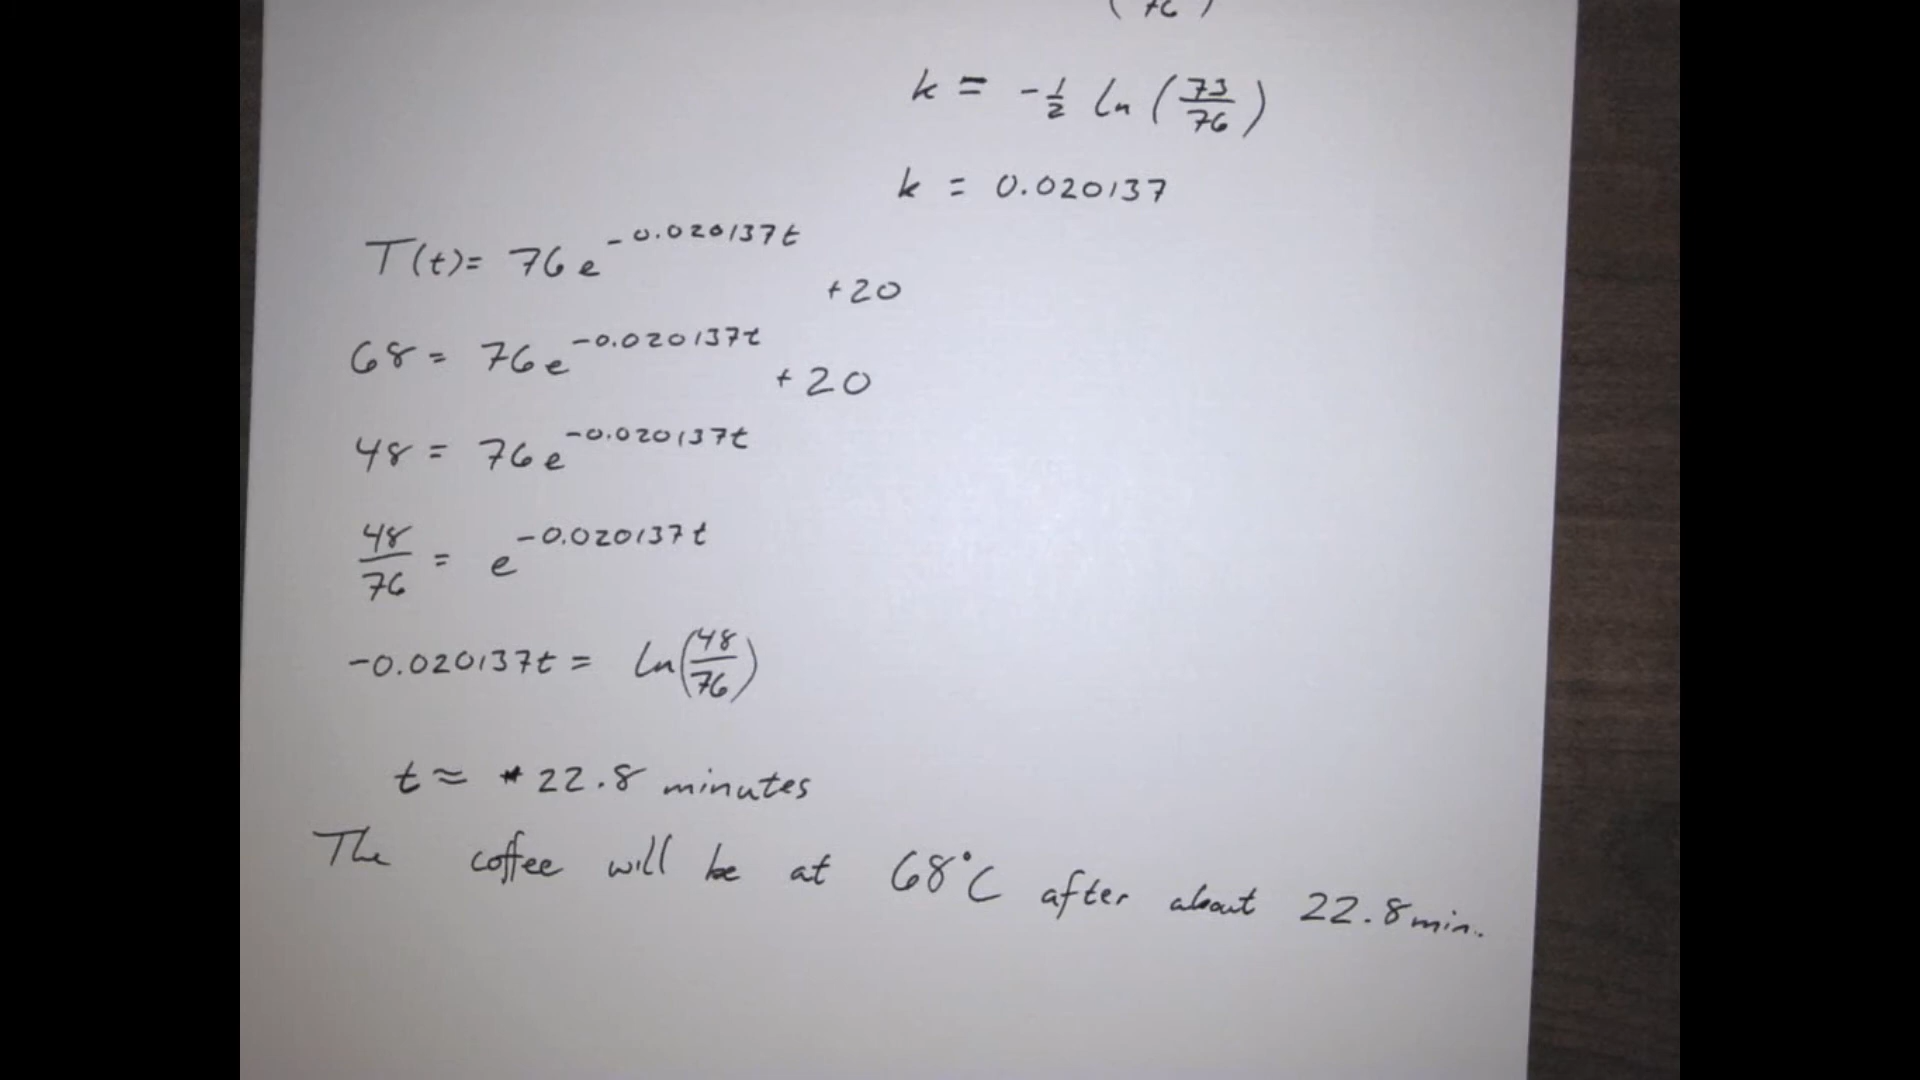 76
k = -1/2 ln (73/76)
k = 0.020137
T(t)= 76e^-0.020137t +20
68 = 76e^-0.020137t +20
48 = 76e^-0.020137t
48/76 = e^-0.020137t
-0.020137t = ln(48/76)
t ≈ 22.8 minutes
The coffee will be at 68°C after about 22.8min.